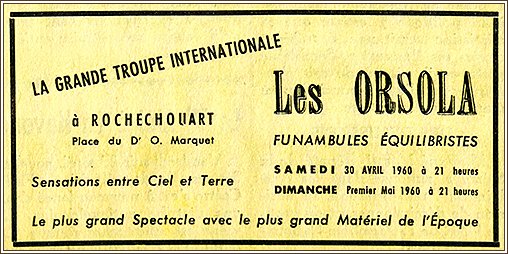 LA GRANDE TROUPE INTERNATIONALE
Les ORSOLA
à ROCHECHOUART
Place du Dr O. Marquet
FUNAMBULES ÉQUILIBRISTES
SAMEDI 30 AVRIL 1960 à 21 heures
DIMANCHE Premier Mai 1960 à 21 heures
Sensations entre Ciel et Terre
Le plus grand Spectacle avec le plus grand Matériel de l'Époque